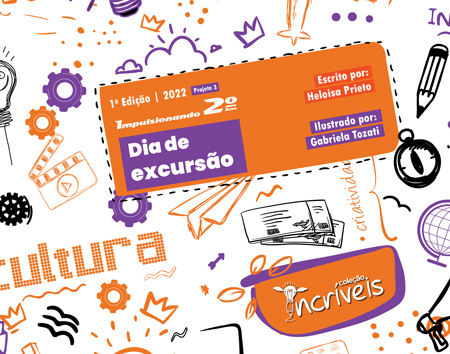 IN
1ª Edição | 2022 Projeto 3
Impulsionando 2º Ano
Dia de
excursão
Escrito por:
Heloisa Prieto
Ilustrado por:
Gabriela Tozati
criatividade
cultura
coleção
incríveis